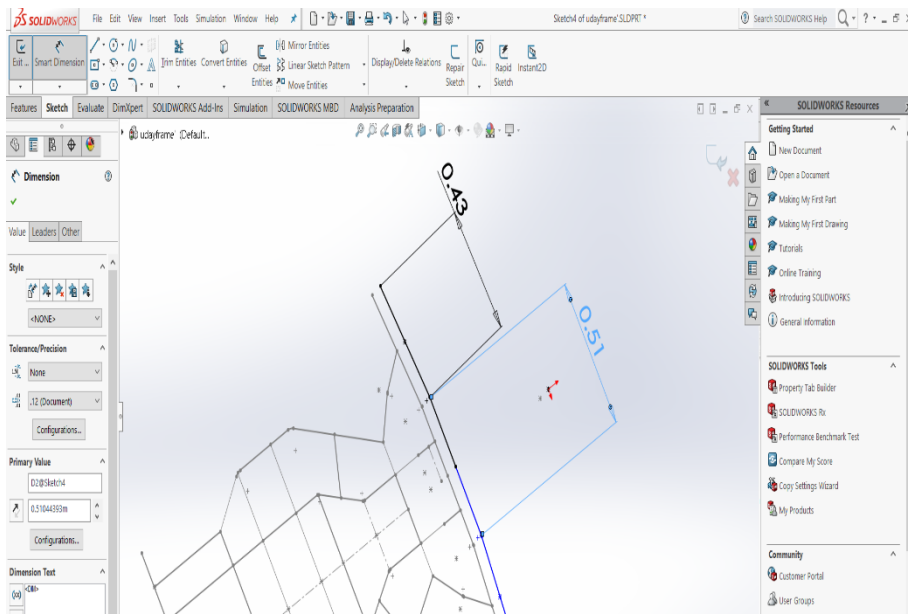 SOLIDWORKS File Edit View Insert Tools Simulation Window Help Sketch4 of udayframe'.SLDPRT * Search SOLIDWORKS Help
Exit ... Smart Dimension Trim Entities Convert Entities Offset Entities Mirror Entities Display/Delete Relations Repair Sketch Qui... Rapid Sketch Instant2D
Linear Sketch Pattern
Move Entities
Features Sketch Evaluate DimXpert SOLIDWORKS Add-Ins Simulation SOLIDWORKS MBD Analysis Preparation
udayframe' (Default..
Dimension
Value Leaders Other
Style
<NONE>
Tolerance/Precision
None
.12 (Document)
Configurations...
Primary Value
D2@Sketch4
0.51044393m
Configurations...
Dimension Text
<DIM>
0.43
0.51
SOLIDWORKS Resources
Getting Started
New Document
Open a Document
Making My First Part
Making My First Drawing
Tutorials
Online Training
Introducing SOLIDWORKS
General Information
SOLIDWORKS Tools
Property Tab Builder
SOLIDWORKS Rx
Performance Benchmark Test
Compare My Score
Copy Settings Wizard
My Products
Community
Customer Portal
User Groups